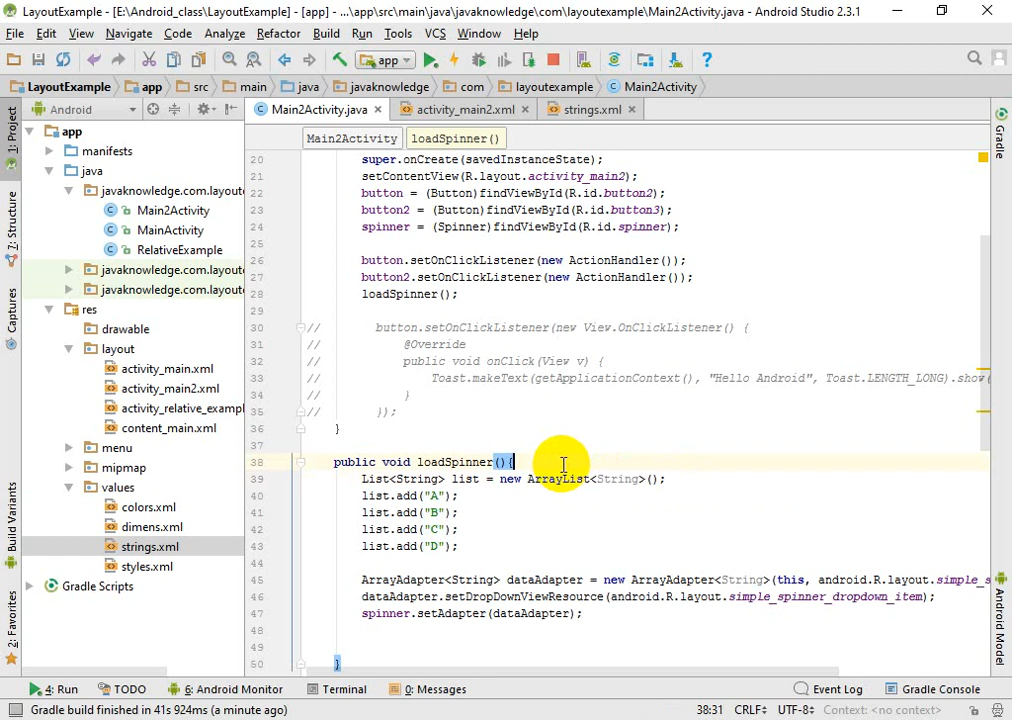 LayoutExample - [E:\Android_class\LayoutExample] - [app] - ...\app\src\main\java\javaknowledge\com\layoutexample\Main2Activity.java - Android Studio 2.3.1
File Edit View Navigate Code Analyze Refactor Build Run Tools VCS Window Help
app
LayoutExample app src main java javaknowledge com layoutexample Main2Activity
Android
Main2Activity.java activity_main2.xml strings.xml
Main2Activity loadSpinner()
1: Project
7: Structure
Captures
Build Variants
2: Favorites
app
manifests
java
javaknowledge.com.layoute
Main2Activity
MainActivity
RelativeExample
javaknowledge.com.layoute
javaknowledge.com.layoute
res
drawable
layout
activity_main.xml
activity_main2.xml
activity_relative_examp
content_main.xml
menu
mipmap
values
colors.xml
dimens.xml
strings.xml
styles.xml
Gradle Scripts
20 super.onCreate(savedInstanceState);
21 setContentView(R.layout.activity_main2);
22 button = (Button)findViewById(R.id.button2);
23 button2 = (Button)findViewById(R.id.button3);
24 spinner = (Spinner)findViewById(R.id.spinner);
25
26 button.setOnClickListener(new ActionHandler());
27 button2.setOnClickListener(new ActionHandler());
28 loadSpinner();
29
30 // button.setOnClickListener(new View.OnClickListener() {
31 // @Override
32 // public void onClick(View v) {
33 // Toast.makeText(getApplicationContext(), "Hello Android", Toast.LENGTH_LONG).show(
34 // }
35 // });
36 }
37
38 public void loadSpinner(){
39 List<String> list = new ArrayList<String>();
40 list.add("A");
41 list.add("B");
42 list.add("C");
43 list.add("D");
44
45 ArrayAdapter<String> dataAdapter = new ArrayAdapter<String>(this, android.R.layout.simple_s
46 dataAdapter.setDropDownViewResource(android.R.layout.simple_spinner_dropdown_item);
47 spinner.setAdapter(dataAdapter);
48
49
50 }
Gradle
Android Model
4: Run TODO 6: Android Monitor Terminal 0: Messages Event Log Gradle Console
Gradle build finished in 41s 924ms (a minute ago) 38:31 CRLF UTF-8 Context: <no context>